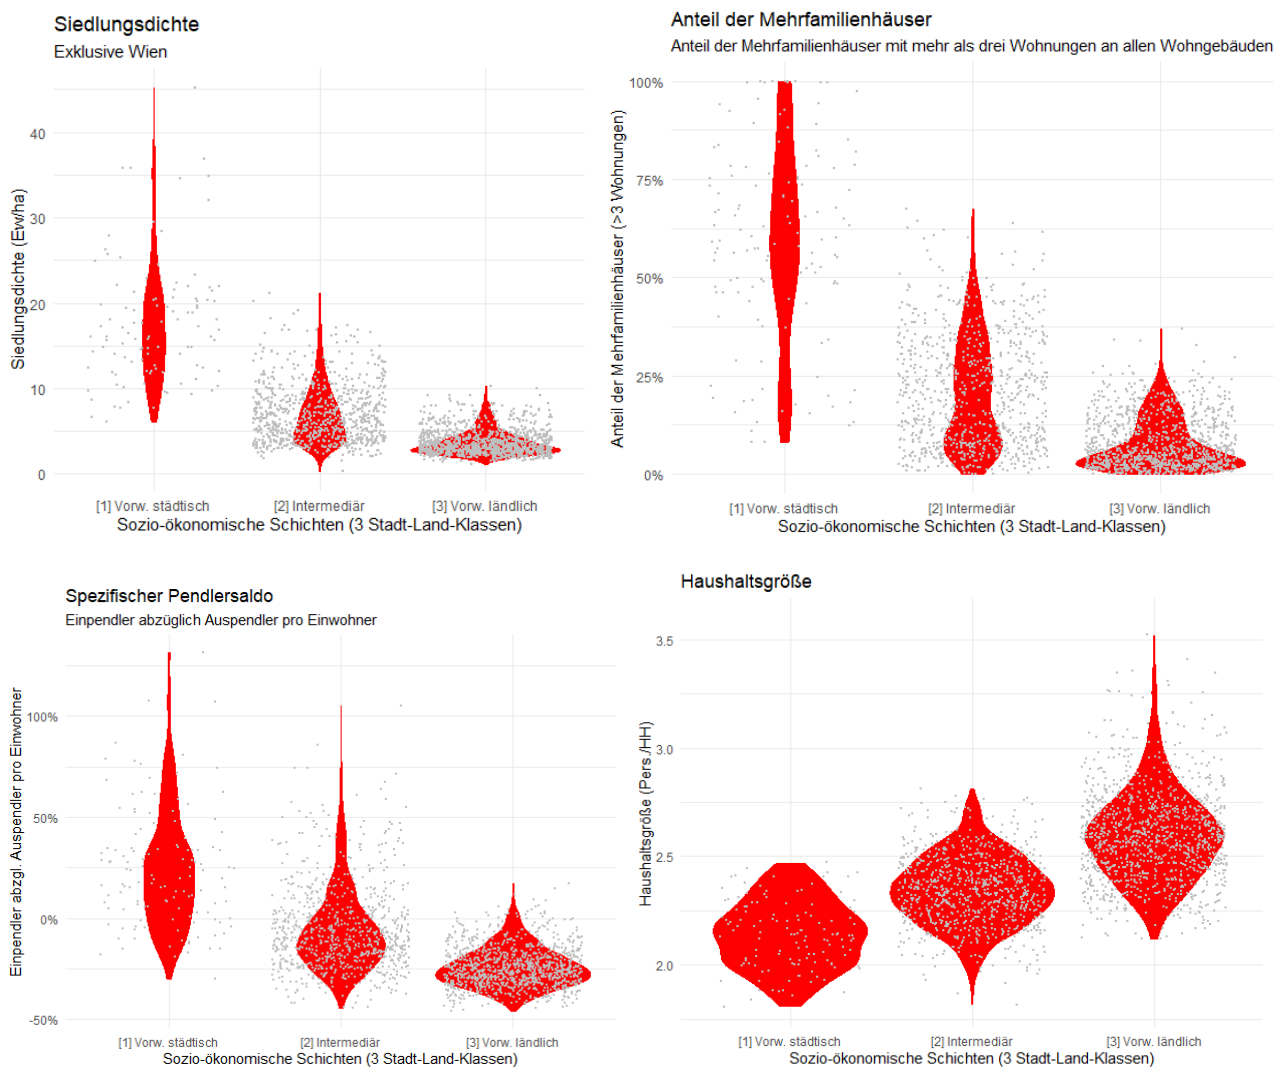 Siedlungsdichte
Exklusive Wien
Siedlungsdichte (Ew/ha)
40
30
20
10
0
[1] Vorw. städtisch
[2] Intermediär
[3] Vorw. ländlich
Sozio-ökonomische Schichten (3 Stadt-Land-Klassen)
Anteil der Mehrfamilienhäuser
Anteil der Mehrfamilienhäuser mit mehr als drei Wohnungen an allen Wohngebäuden
Anteil der Mehrfamilienhäuser (>3 Wohnungen)
100%
75%
50%
25%
0%
[1] Vorw. städtisch
[2] Intermediär
[3] Vorw. ländlich
Sozio-ökonomische Schichten (3 Stadt-Land-Klassen)
Spezifischer Pendlersaldo
Einpendler abzüglich Auspendler pro Einwohner
Einpendler abzgl. Auspendler pro Einwohner
100%
50%
0%
-50%
[1] Vorw. städtisch
[2] Intermediär
[3] Vorw. ländlich
Sozio-ökonomische Schichten (3 Stadt-Land-Klassen)
Haushaltsgröße
Haushaltsgröße (Pers./HH)
3.5
3.0
2.5
2.0
[1] Vorw. städtisch
[2] Intermediär
[3] Vorw. ländlich
Sozio-ökonomische Schichten (3 Stadt-Land-Klassen)